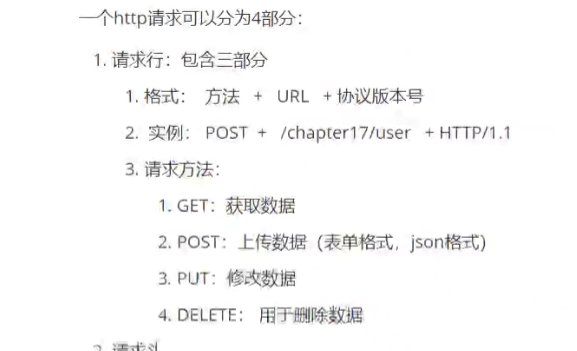 一个http请求可以分为4部分：
1. 请求行：包含三部分
1. 格式： 方法 + URL + 协议版本号
2. 实例： POST + /chapter17/user + HTTP/1.1
3. 请求方法：
1. GET：获取数据
2. POST：上传数据（表单格式，json格式）
3. PUT：修改数据
4. DELETE： 用于删除数据
2. 请求头